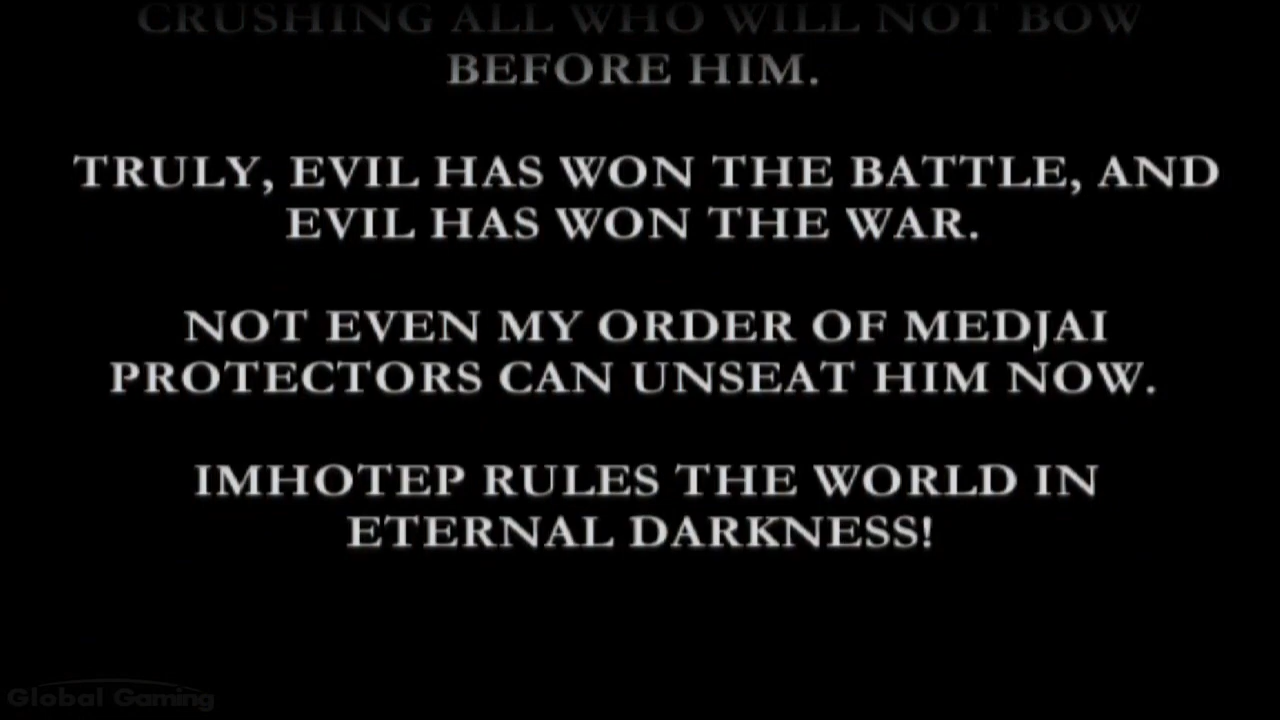 CRUSHING ALL WHO WILL NOT BOW
BEFORE HIM.
TRULY, EVIL HAS WON THE BATTLE, AND
EVIL HAS WON THE WAR.
NOT EVEN MY ORDER OF MEDJAI
PROTECTORS CAN UNSEAT HIM NOW.
IMHOTEP RULES THE WORLD IN
ETERNAL DARKNESS!
Global Gaming